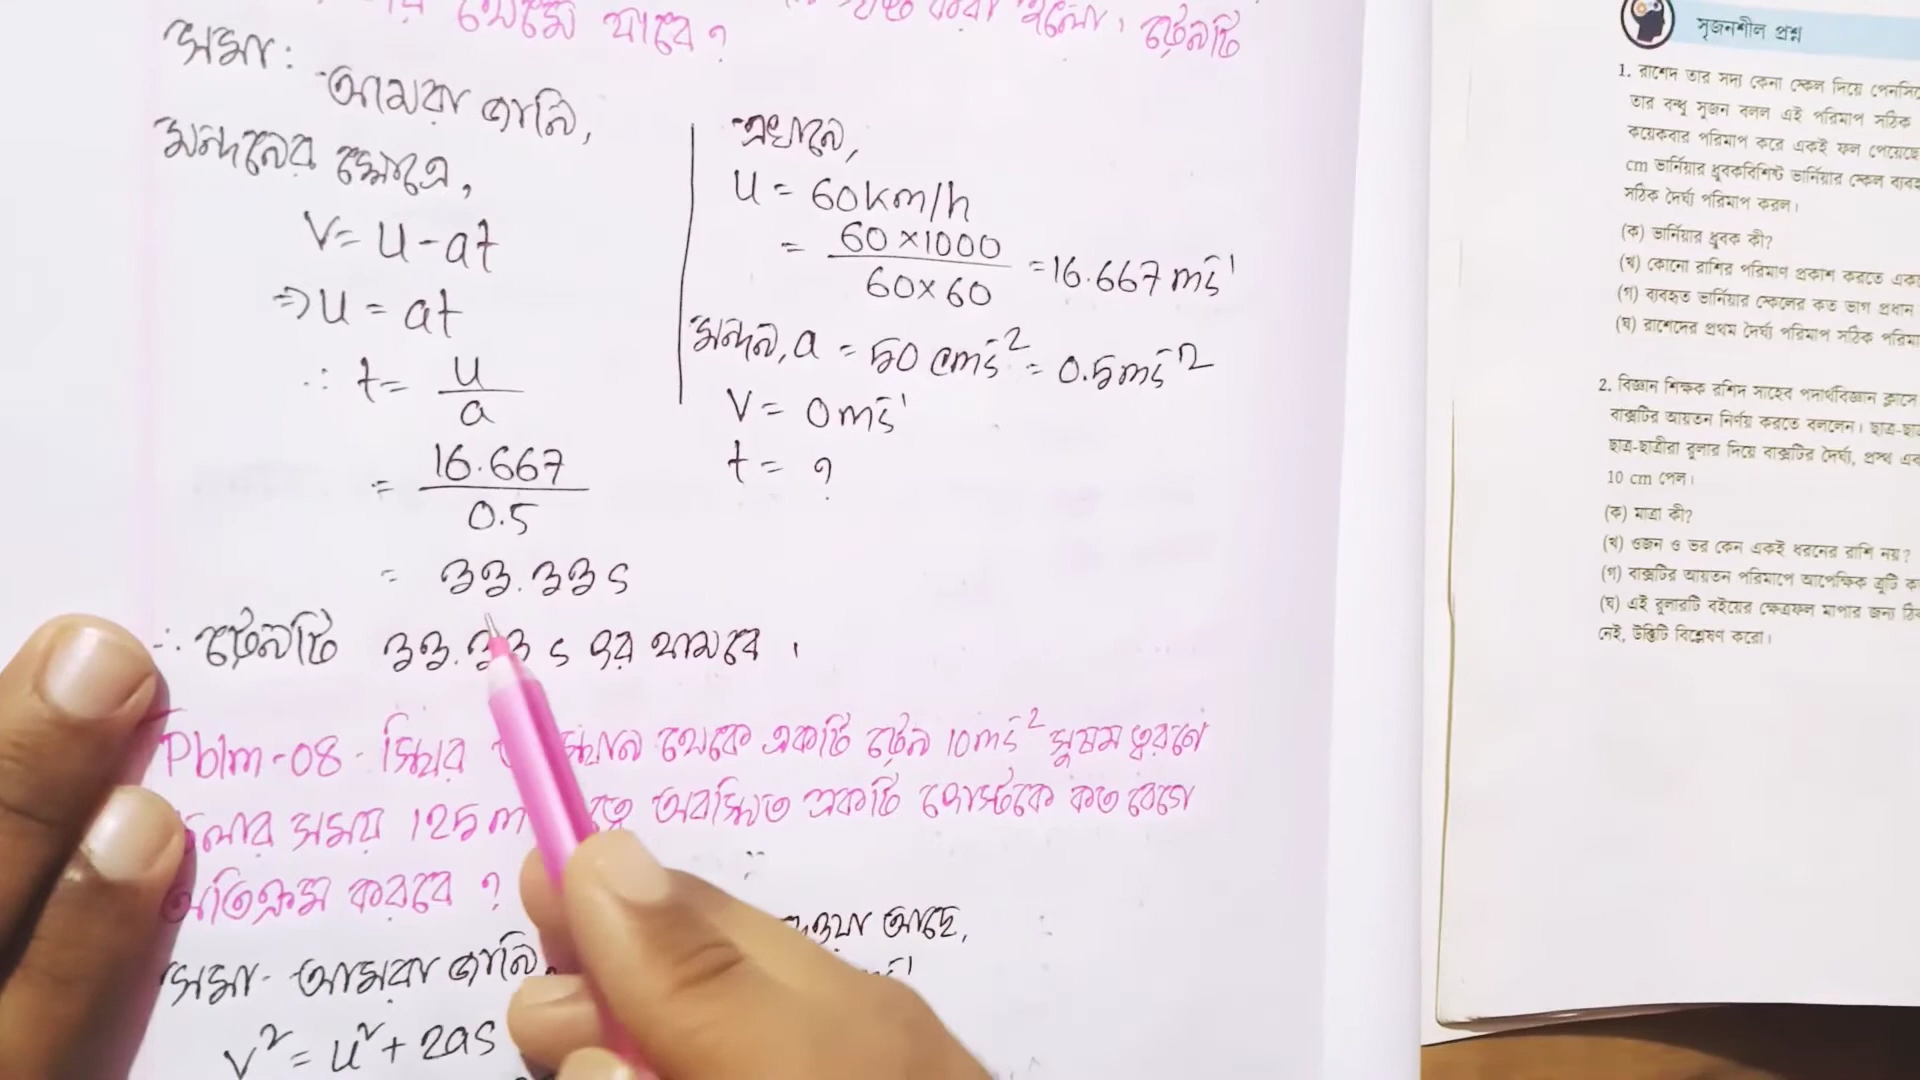 থেমে যাবে?
করা হলো। ট্রেনটি
সমা: আমরা জানি,
মন্দনের ক্ষেত্রে,
v = u - at
⇒ u = at
∴ t = u/a
= 16.667/0.5
= 33.33 s
∴ ট্রেনটি 33.33 s পর থামবে।
এখানে,
u = 60 km/h
= (60×1000)/(60×60) = 16.667 ms⁻¹
মন্দন, a = 50 cms⁻² = 0.5 ms⁻²
v = 0 ms⁻¹
t = ?
Pblm-08- স্থির থেকে একটি ট্রেন 10 ms⁻² সুষম ত্বরণে
চলার সময় 125 m অবস্থিত একটি পোস্টকে কত বেগে
অতিক্রম করবে?
সমা- আমরা জানি,
v² = u² + 2as
আছে,
সৃজনশীল প্রশ্ন
1. রাশেদ তার সদ্য কেনা স্কেল দিয়ে
তার বন্ধু সৃজন বলল এই পরিমাপ সঠিক
কয়েকবার পরিমাপ করে একই ফল পেয়েছে
cm ভার্নিয়ার ধ্রুবকবিশিষ্ট ভার্নিয়ার স্কেল
সঠিক দৈর্ঘ্য পরিমাপ করল।
(ক) ভার্নিয়ার ধ্রুবক কী?
(খ) কোনো রাশির পরিমাণ প্রকাশ করতে
(গ) ব্যবহৃত ভার্নিয়ার স্কেলের কত ভাগ প্রধান
(ঘ) রাশেদের প্রথম দৈর্ঘ্য পরিমাপ সঠিক
2. বিজ্ঞান শিক্ষক রশিদ সাহেব পদার্থবিজ্ঞান ক্লাসে
বাক্সটির আয়তন নির্ণয় করতে বললেন।
ছাত্র-ছাত্রীরা রুলার দিয়ে বাক্সটির দৈর্ঘ্য, প্রস্থ
10 cm পেল।
(ক) মাত্রা কী?
(খ) ওজন ও ভর কেন একই ধরনের রাশি নয়?
(গ) বাক্সটির আয়তন পরিমাপে আপেক্ষিক ত্রুটি
(ঘ) এই রুলারটি বইয়ের ক্ষেত্রফল মাপার জন্য
নেই, উক্তিটি বিশ্লেষণ করো।